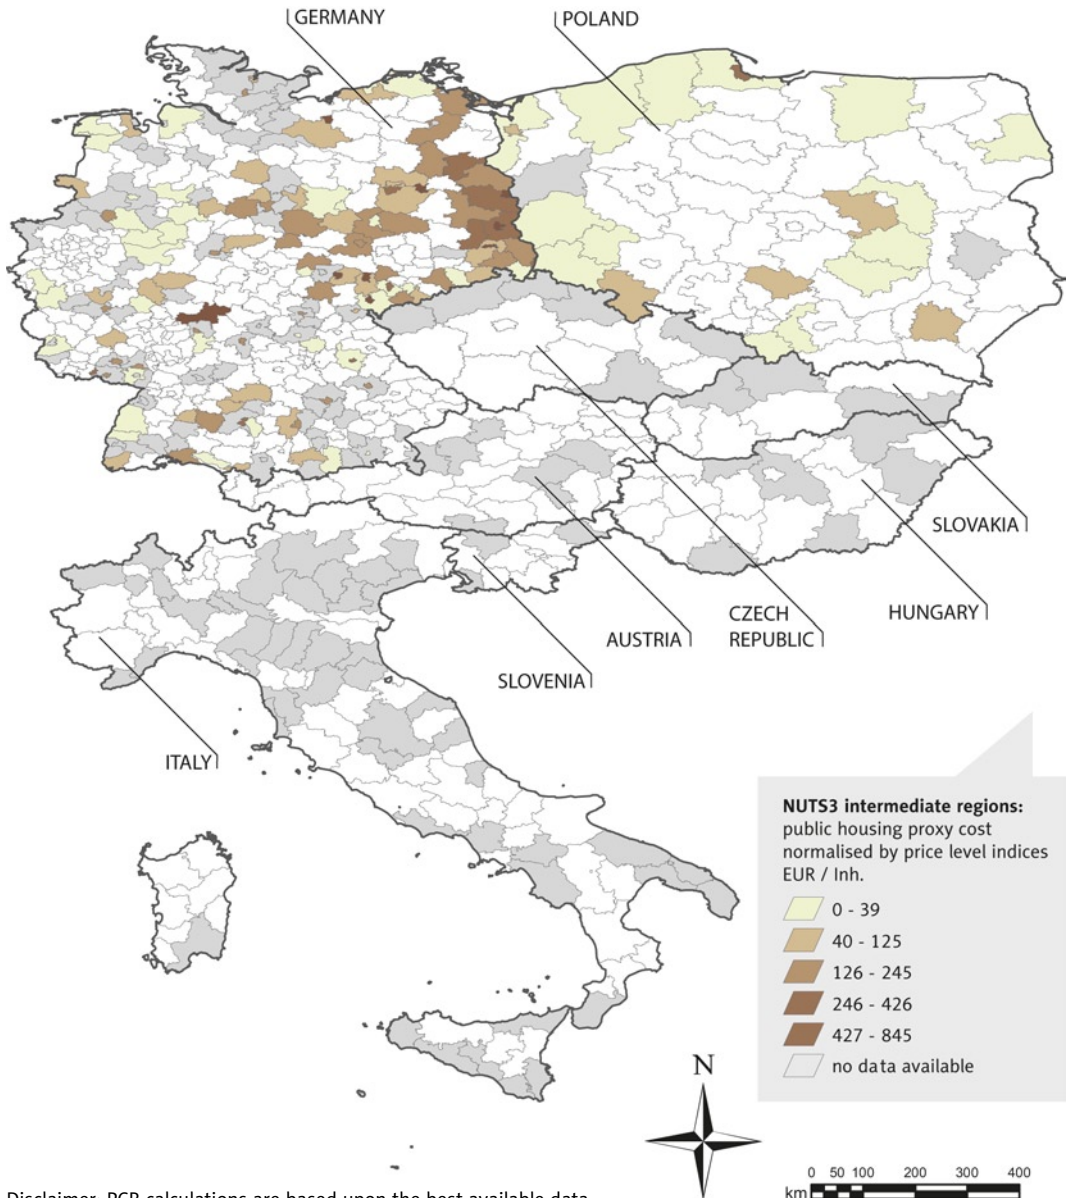 GERMANY
POLAND
SLOVAKIA
HUNGARY
CZECH
REPUBLIC
AUSTRIA
SLOVENIA
ITALY
NUTS3 intermediate regions:
public housing proxy cost
normalised by price level indices
EUR / Inh.
0 - 39
40 - 125
126 - 245
246 - 426
427 - 845
no data available
N
0 50 100 200 300 400
km
Disclaimer: PCR calculations are based upon the best available data